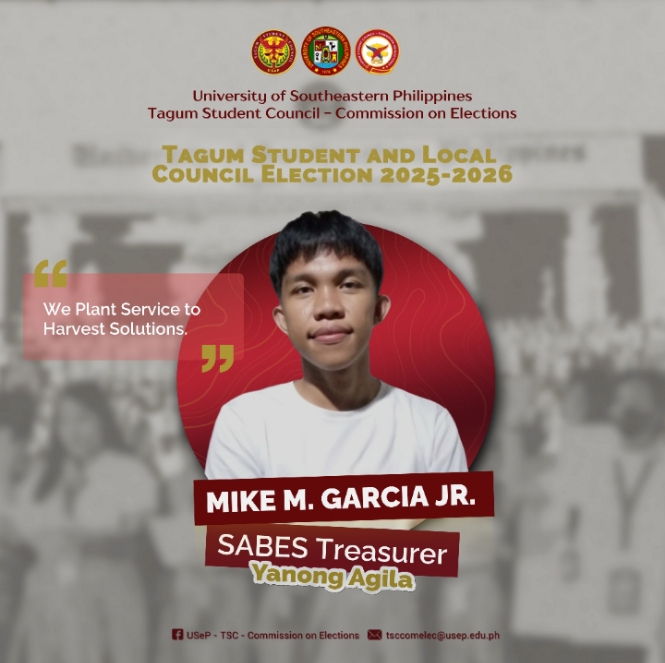 University of Southeastern Philippines
Tagum Student Council – Commission on Elections
TAGUM STUDENT AND LOCAL
COUNCIL ELECTION 2025-2026
“
We Plant Service to
Harvest Solutions.
”
MIKE M. GARCIA JR.
SABES Treasurer
Yanong Agila
USeP - TSC - Commission on Elections tsccomelec@usep.edu.ph